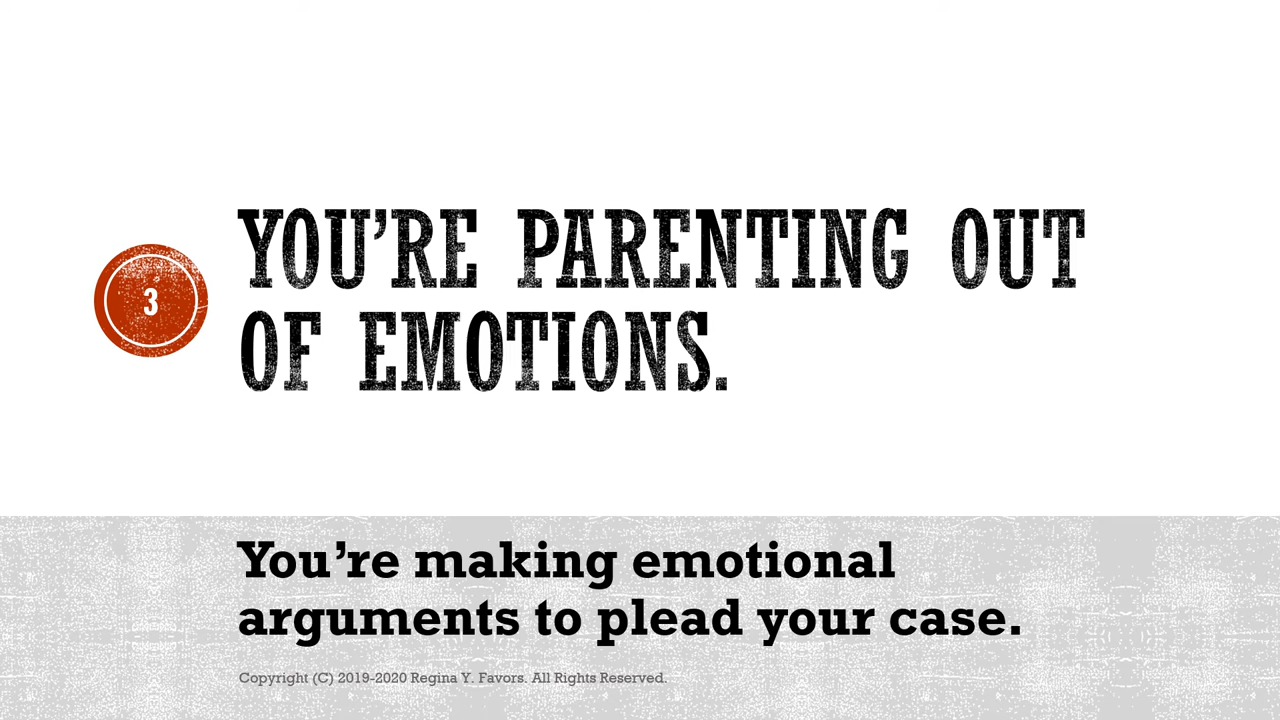 3
YOU’RE PARENTING OUT
OF EMOTIONS.
You’re making emotional
arguments to plead your case.
Copyright (C) 2019-2020 Regina Y. Favors. All Rights Reserved.